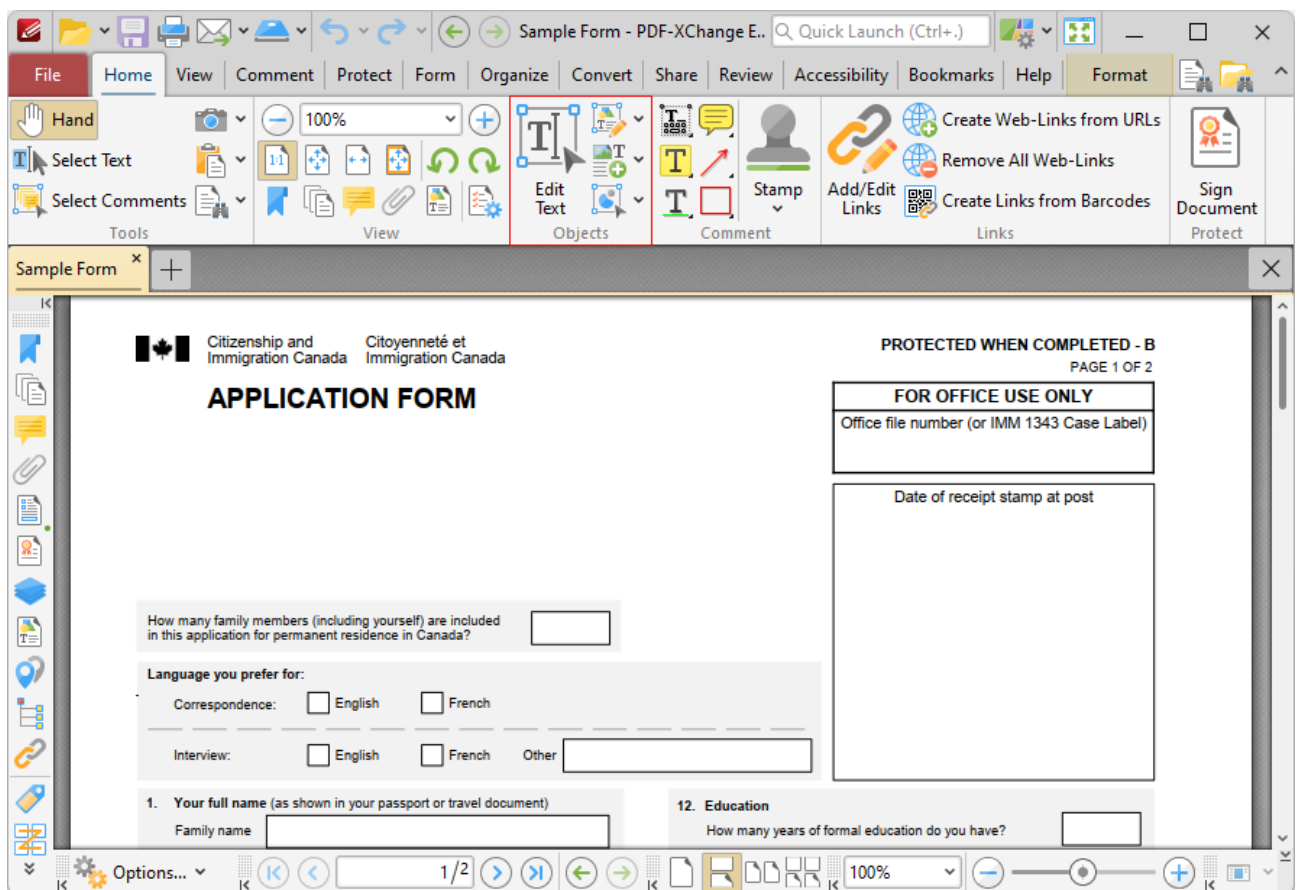 Sample Form - PDF-XChange E.. Quick Launch (Ctrl+.)
File Home View Comment Protect Form Organize Convert Share Review Accessibility Bookmarks Help Format
Hand 100% Create Web-Links from URLs
Select Text 1:1 Remove All Web-Links
Select Comments Edit Text Stamp Add/Edit Links Create Links from Barcodes Sign Document
Tools View Objects Comment Links Protect
Sample Form
Citizenship and Citoyenneté et
Immigration Canada Immigration Canada
PROTECTED WHEN COMPLETED - B
PAGE 1 OF 2
APPLICATION FORM
FOR OFFICE USE ONLY
Office file number (or IMM 1343 Case Label)
Date of receipt stamp at post
How many family members (including yourself) are included
in this application for permanent residence in Canada?
Language you prefer for:
Correspondence: English French
Interview: English French Other
1. Your full name (as shown in your passport or travel document)
Family name
12. Education
How many years of formal education do you have?
Options... 1/2 100%